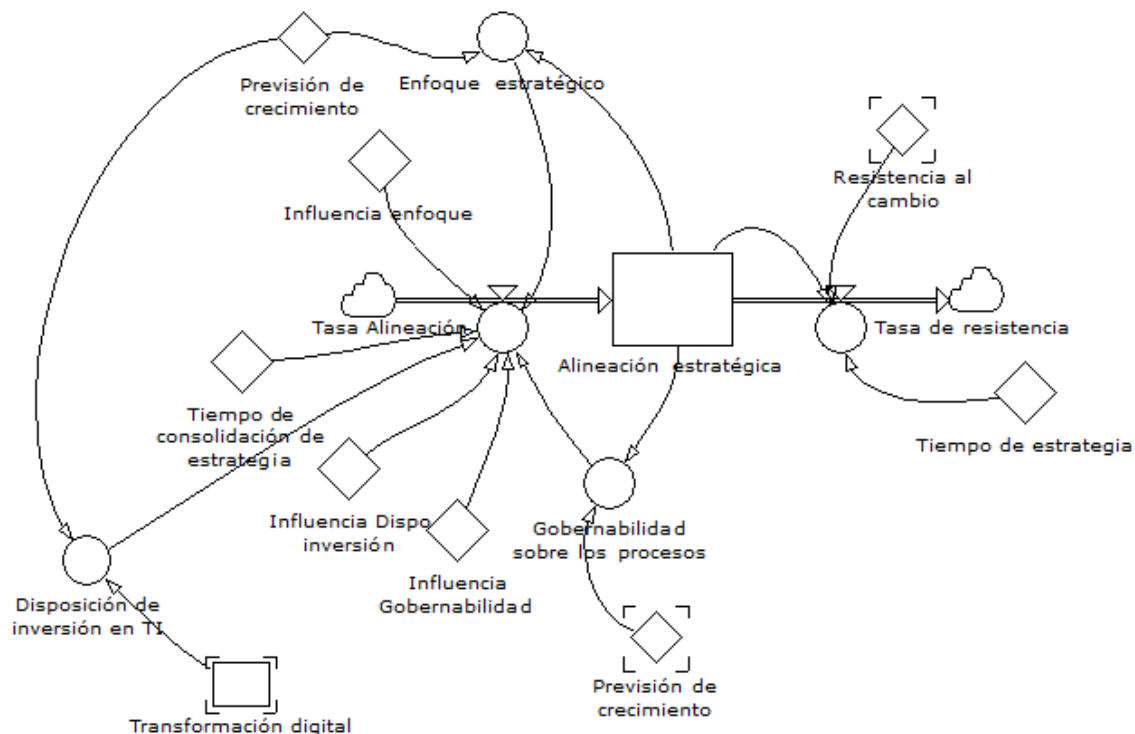 Previsión de
crecimiento
Enfoque estratégico
Resistencia al
cambio
Influencia enfoque
Tasa Alineación
Alineación estratégica
Tasa de resistencia
Tiempo de
consolidación de
estrategia
Tiempo de estrategia
Influencia Dispo
inversión
Gobernabilidad
sobre los procesos
Influencia
Gobernabilidad
Disposición de
inversión en TI
Previsión de
crecimiento
Transformación digital